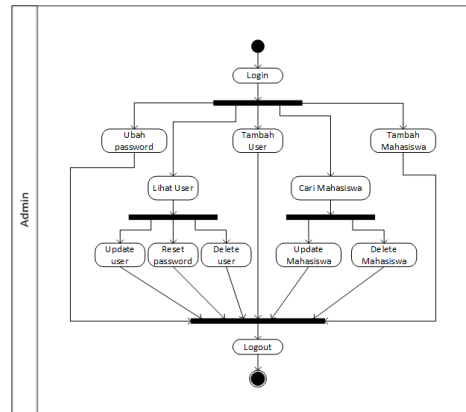 Admin
Login
Ubah
password
Tambah
User
Tambah
Mahasiswa
Lihat User
Cari Mahasiswa
Update
user
Reset
password
Delete
user
Update
Mahasiswa
Delete
Mahasiswa
Logout